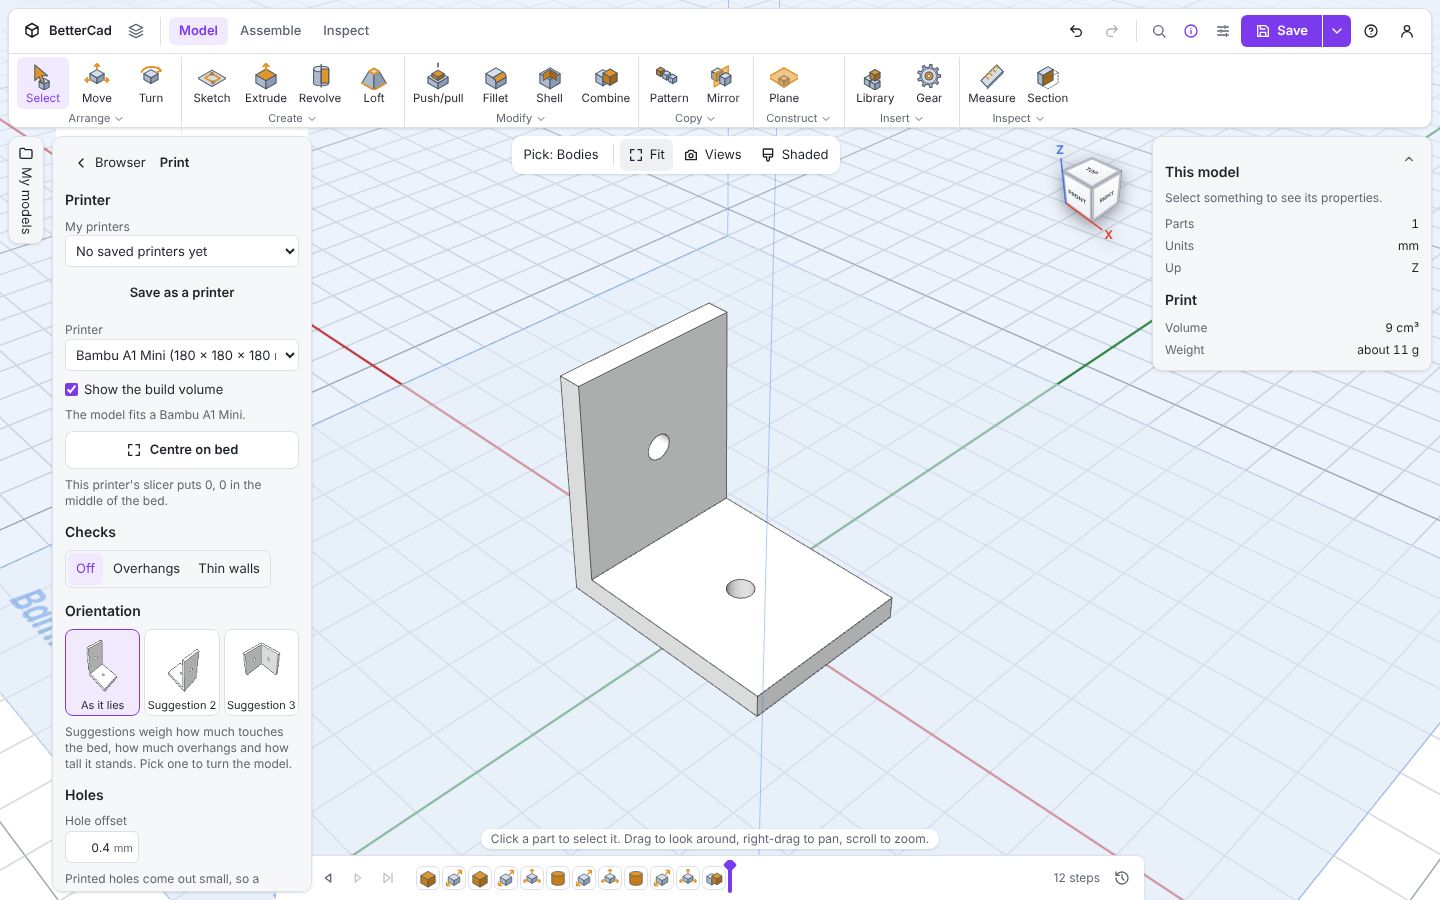 BetterCad
Model
Assemble
Inspect
Save
Select
Move
Turn
Sketch
Extrude
Revolve
Loft
Push/pull
Fillet
Shell
Combine
Pattern
Mirror
Plane
Library
Gear
Measure
Section
Arrange
Create
Modify
Copy
Construct
Insert
Inspect
My models
Browser
Print
Printer
My printers
No saved printers yet
Save as a printer
Printer
Bambu A1 Mini (180 × 180 × 180
Show the build volume
The model fits a Bambu A1 Mini.
Centre on bed
This printer's slicer puts 0, 0 in the
middle of the bed.
Checks
Off
Overhangs
Thin walls
Orientation
As it lies
Suggestion 2
Suggestion 3
Suggestions weigh how much touches
the bed, how much overhangs and how
tall it stands. Pick one to turn the model.
Holes
Hole offset
0.4 mm
Printed holes come out small, so a
Pick: Bodies
Fit
Views
Shaded
Z
TOP
FRONT
RIGHT
X
This model
Select something to see its properties.
Parts 1
Units mm
Up Z
Print
Volume 9 cm³
Weight about 11 g
Click a part to select it. Drag to look around, right-drag to pan, scroll to zoom.
12 steps